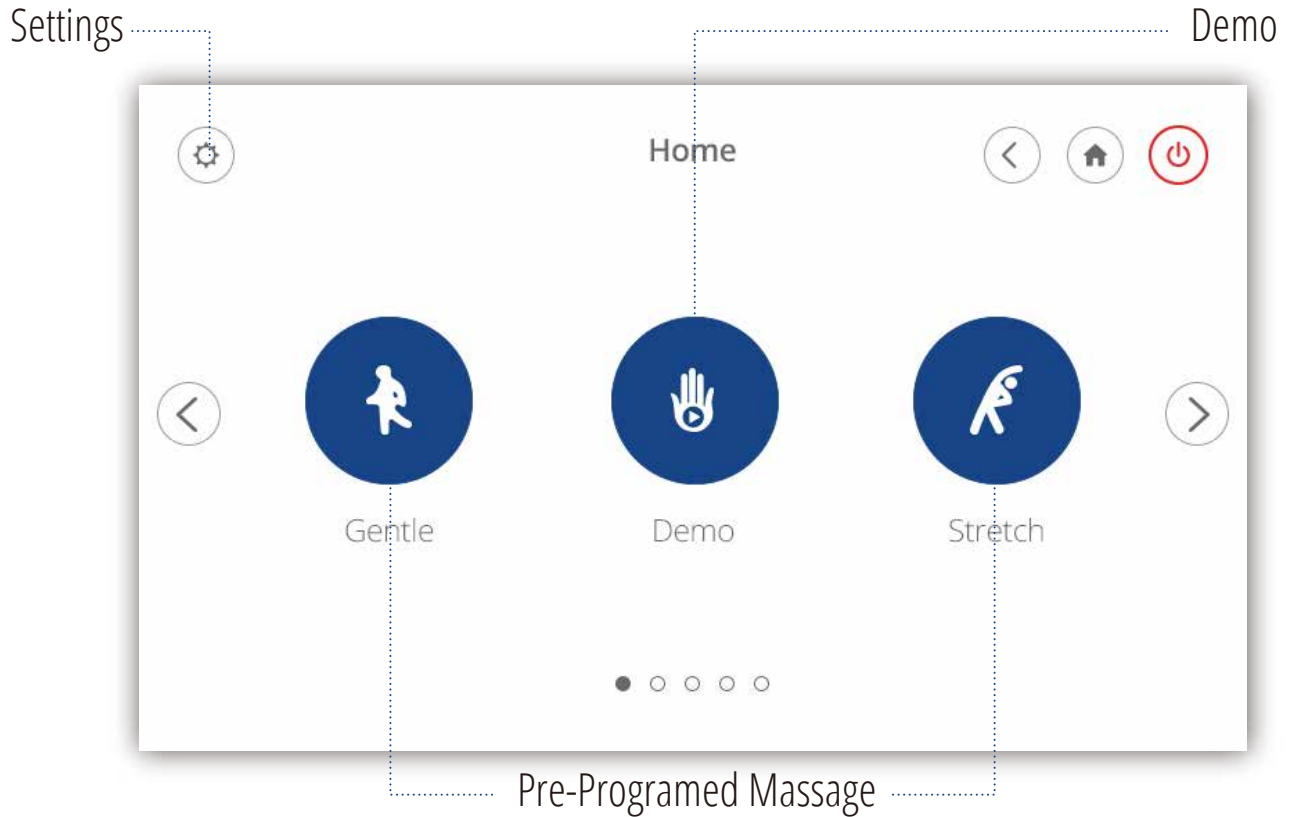 Settings
Demo
Home
Gentle
Demo
Stretch
Pre-Programed Massage